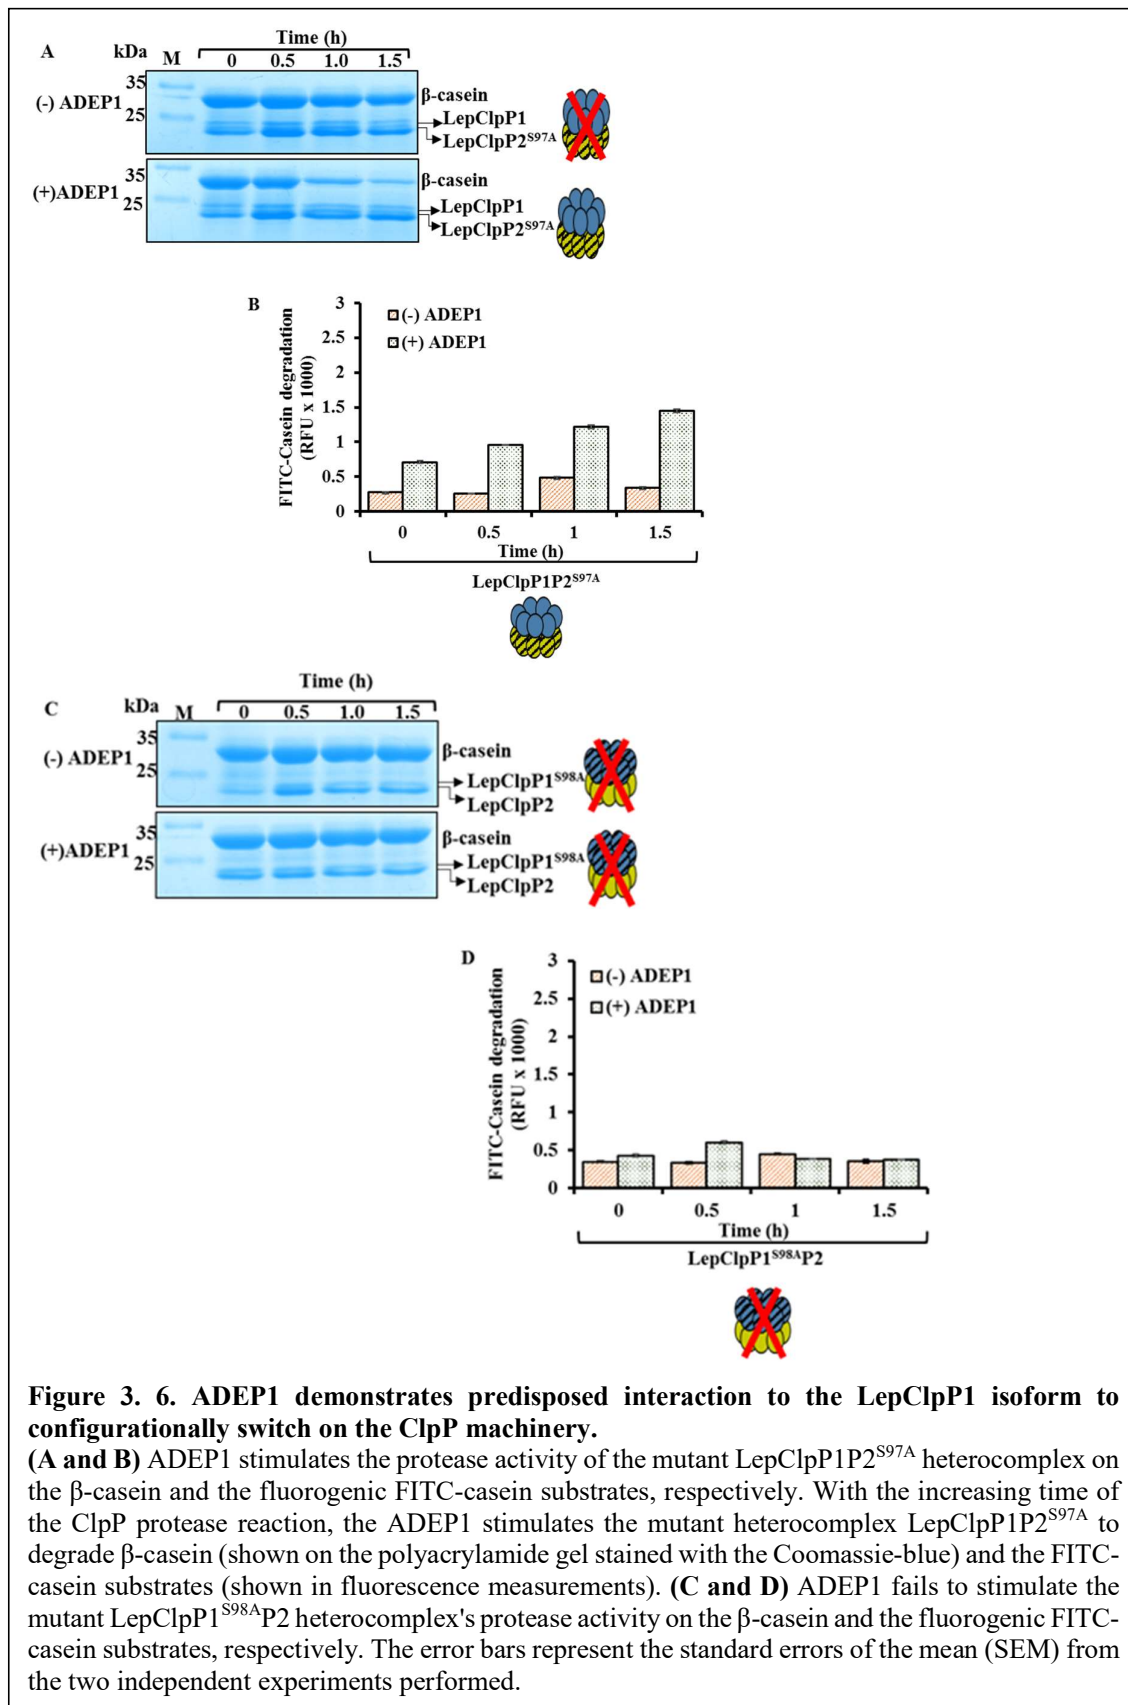 Time (h)
A kDa M 0 0.5 1.0 1.5
35
(-) ADEP1
25
β-casein
LepClpP1
LepClpP2S97A
35
(+)ADEP1
25
β-casein
LepClpP1
LepClpP2S97A
B
FITC-Casein degradation
(RFU x 1000)
3
2.5
2
1.5
1
0.5
0
(-) ADEP1
(+) ADEP1
0 0.5 1 1.5
Time (h)
LepClpP1P2S97A
Time (h)
C kDa M 0 0.5 1.0 1.5
35
(-) ADEP1
25
β-casein
LepClpP1S98A
LepClpP2
35
(+)ADEP1
25
β-casein
LepClpP1S98A
LepClpP2
D
FITC-Casein degradation
(RFU x 1000)
3
2.5
2
1.5
1
0.5
0
(-) ADEP1
(+) ADEP1
0 0.5 1 1.5
Time (h)
LepClpP1S98AP2
Figure 3. 6. ADEP1 demonstrates predisposed interaction to the LepClpP1 isoform to
configurationally switch on the ClpP machinery.
(A and B) ADEP1 stimulates the protease activity of the mutant LepClpP1P2S97A heterocomplex on
the β-casein and the fluorogenic FITC-casein substrates, respectively. With the increasing time of
the ClpP protease reaction, the ADEP1 stimulates the mutant heterocomplex LepClpP1P2S97A to
degrade β-casein (shown on the polyacrylamide gel stained with the Coomassie-blue) and the FITC-
casein substrates (shown in fluorescence measurements). (C and D) ADEP1 fails to stimulate the
mutant LepClpP1S98AP2 heterocomplex's protease activity on the β-casein and the fluorogenic FITC-
casein substrates, respectively. The error bars represent the standard errors of the mean (SEM) from
the two independent experiments performed.